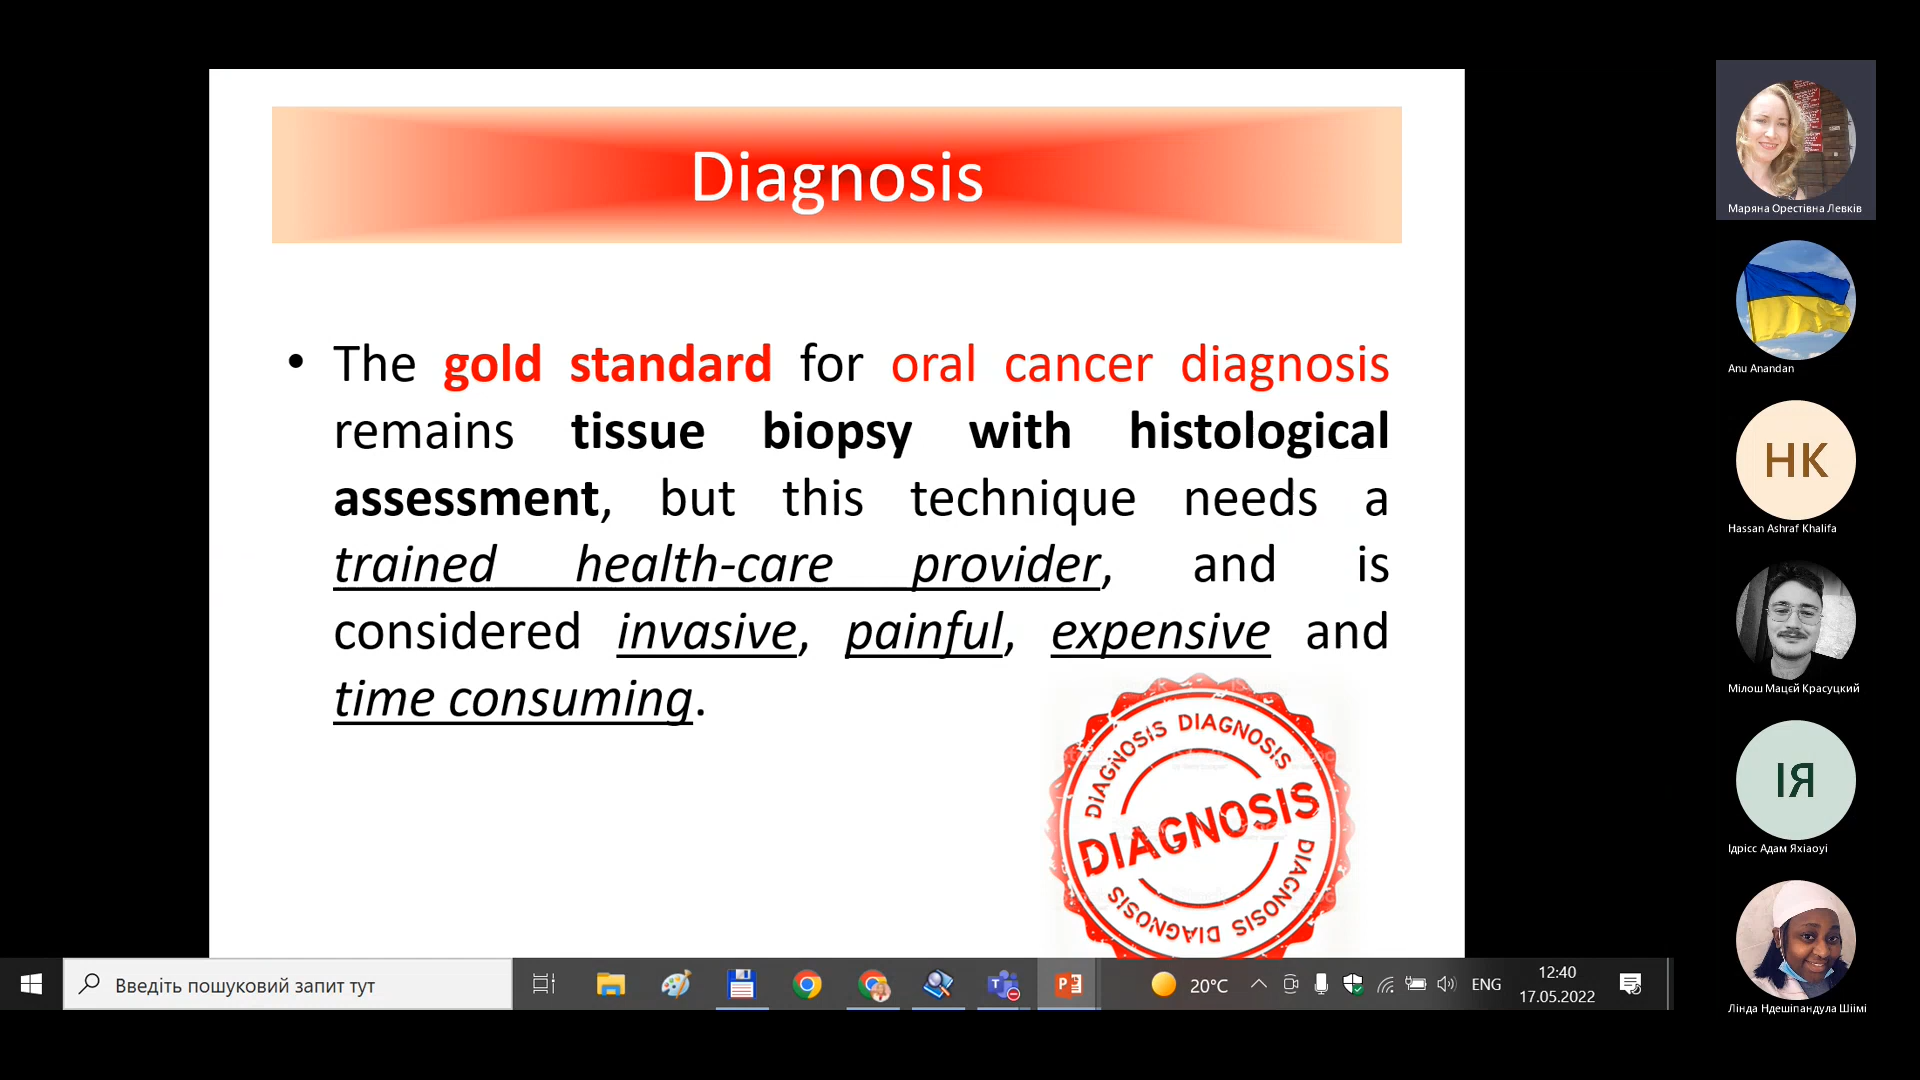 Diagnosis
• The gold standard for oral cancer diagnosis
remains tissue biopsy with histological
assessment, but this technique needs a
trained health-care provider, and is
considered invasive, painful, expensive and
time consuming.
DIAGNOSIS DIAGNOSIS
DIAGNOSIS
DIAGNOSIS DIAGNOSIS DIAGNOSIS
Маряна Орестівна Левків
Anu Anandan
НК
Hassan Ashraf Khalifa
Мілош Мацєй Красуцкий
ІЯ
Ідрісс Адам Яхіаоуі
Лінда Ндешіпандула Шіімі
Введіть пошуковий запит тут
20°C
ENG
12:40
17.05.2022